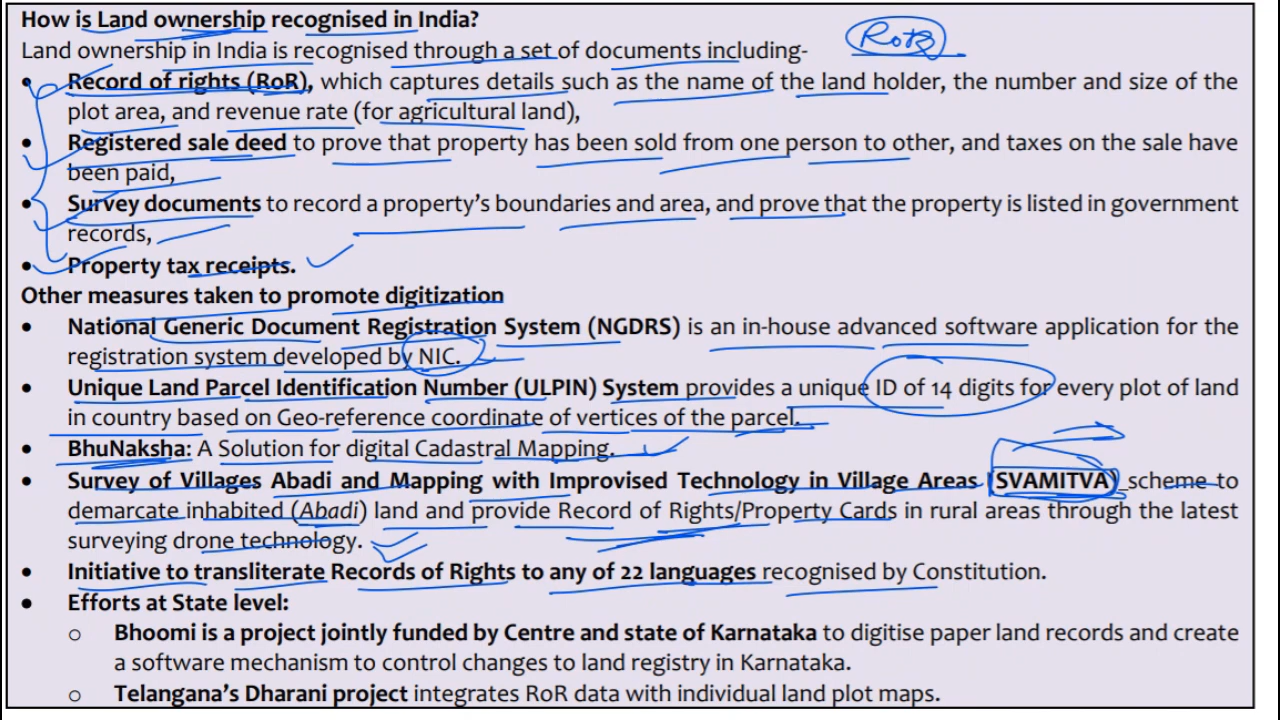 How is Land ownership recognised in India?
Land ownership in India is recognised through a set of documents including-
• Record of rights (RoR), which captures details such as the name of the land holder, the number and size of the
plot area, and revenue rate (for agricultural land),
• Registered sale deed to prove that property has been sold from one person to other, and taxes on the sale have
been paid,
• Survey documents to record a property's boundaries and area, and prove that the property is listed in government
records,
• Property tax receipts.
Other measures taken to promote digitization
• National Generic Document Registration System (NGDRS) is an in-house advanced software application for the
registration system developed by NIC.
• Unique Land Parcel Identification Number (ULPIN) System provides a unique ID of 14 digits for every plot of land
in country based on Geo-reference coordinate of vertices of the parcel.
• BhuNaksha: A Solution for digital Cadastral Mapping.
• Survey of Villages Abadi and Mapping with Improvised Technology in Village Areas (SVAMITVA) scheme to
demarcate inhabited (Abadi) land and provide Record of Rights/Property Cards in rural areas through the latest
surveying drone technology.
• Initiative to transliterate Records of Rights to any of 22 languages recognised by Constitution.
• Efforts at State level:
o Bhoomi is a project jointly funded by Centre and state of Karnataka to digitise paper land records and create
a software mechanism to control changes to land registry in Karnataka.
o Telangana's Dharani project integrates RoR data with individual land plot maps.